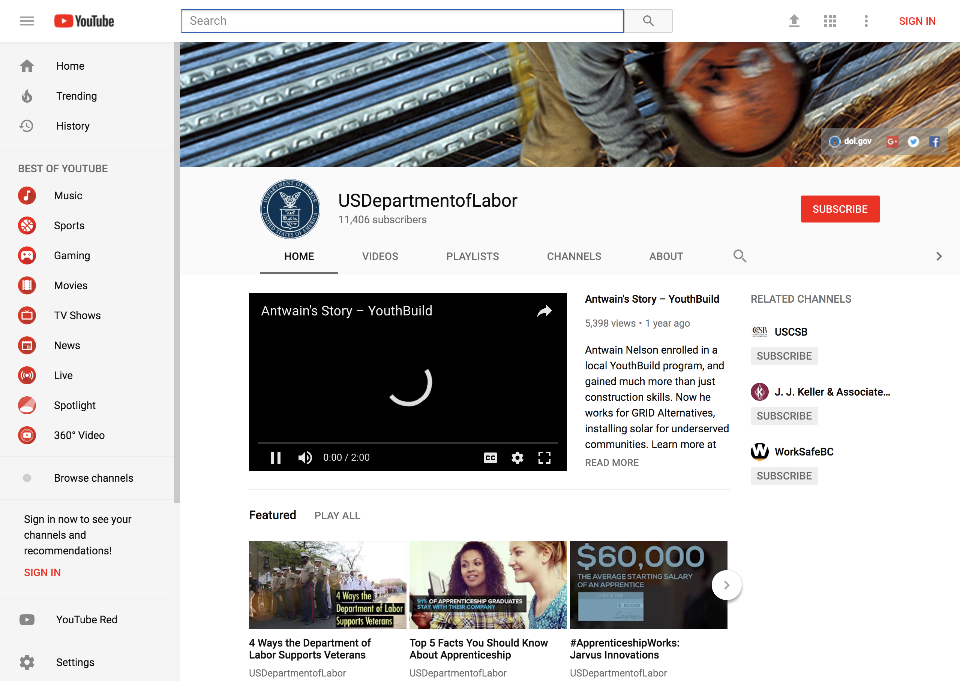 YouTube
Search
SIGN IN
Home
Trending
History
BEST OF YOUTUBE
Music
Sports
Gaming
Movies
TV Shows
News
Live
Spotlight
360° Video
Browse channels
Sign in now to see your
channels and
recommendations!
SIGN IN
YouTube Red
Settings
dol.gov
G+
USDepartmentofLabor
11,406 subscribers
SUBSCRIBE
HOME
VIDEOS
PLAYLISTS
CHANNELS
ABOUT
Antwain's Story – YouthBuild
0:00 / 2:00
CC
Antwain's Story – YouthBuild
5,398 views • 1 year ago
Antwain Nelson enrolled in a
local YouthBuild program, and
gained much more than just
construction skills. Now he
works for GRID Alternatives,
installing solar for underserved
communities. Learn more at
READ MORE
RELATED CHANNELS
CSB
USCSB
SUBSCRIBE
J. J. Keller & Associate...
SUBSCRIBE
WorkSafeBC
SUBSCRIBE
Featured
PLAY ALL
4 Ways the
Department of Labor
Supports Veterans
91% OF APPRENTICESHIP GRADUATES
STAY WITH THEIR COMPANY
$60,000
THE AVERAGE STARTING SALARY
OF AN APPRENTICE
4 Ways the Department of
Labor Supports Veterans
USDepartmentofLabor
Top 5 Facts You Should Know
About Apprenticeship
USDepartmentofLabor
#ApprenticeshipWorks:
Jarvus Innovations
USDepartmentofLabor